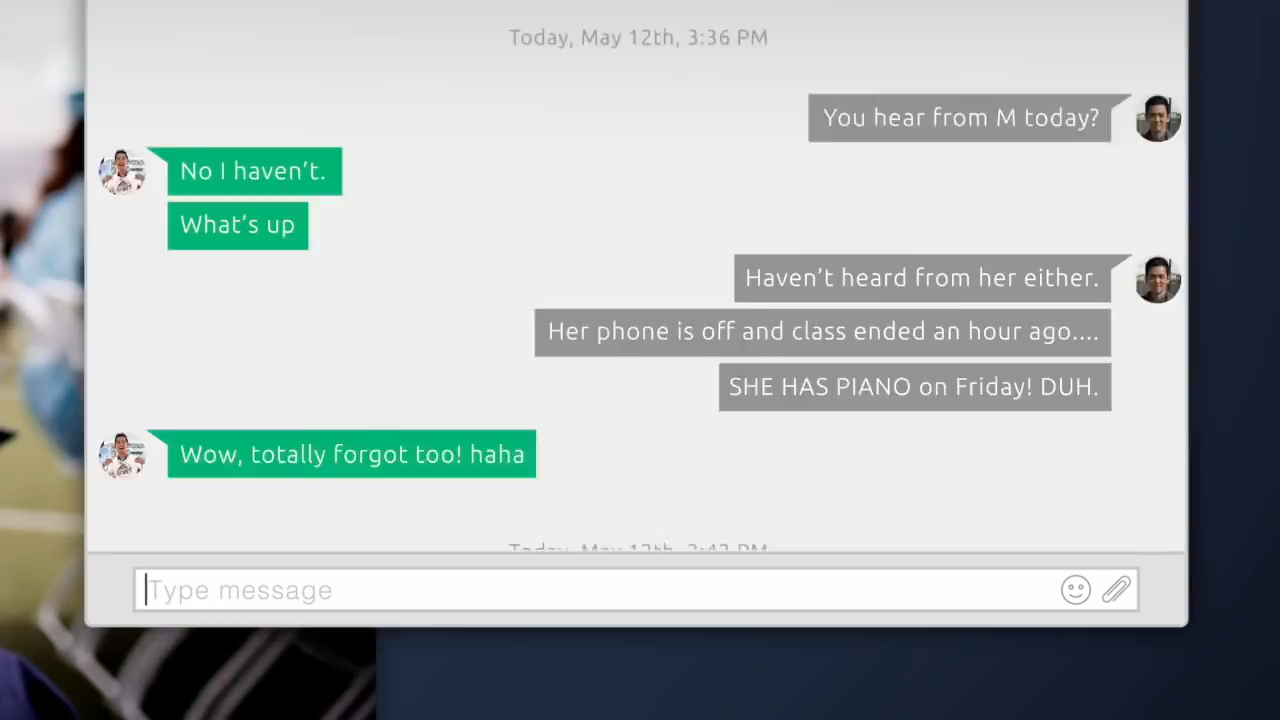 Today, May 12th, 3:36 PM
You hear from M today?
No I haven’t.
What’s up
Haven’t heard from her either.
Her phone is off and class ended an hour ago....
SHE HAS PIANO on Friday! DUH.
Wow, totally forgot too! haha
Today, May 12th, 3:42 PM
Type message